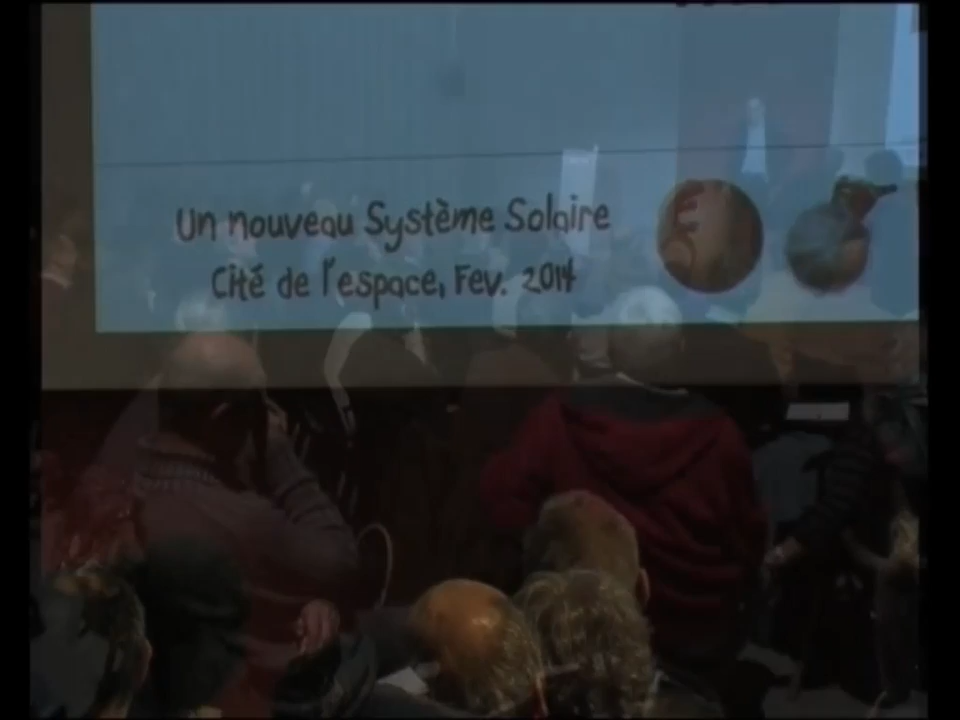 Un nouveau Système Solaire
Cité de l'espace, Fev. 2014